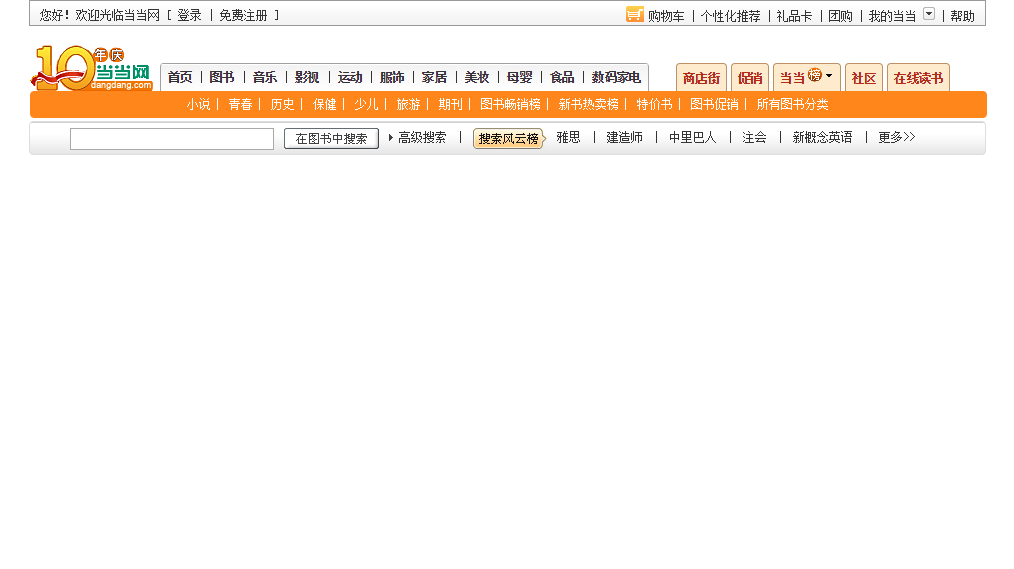 您好! 欢迎光临当当网 [ 登录 | 免费注册 ] 购物车 | 个性化推荐 | 礼品卡 | 团购 | 我的当当 | 帮助
10 年庆 当当网 dangdang.com
首页 | 图书 | 音乐 | 影视 | 运动 | 服饰 | 家居 | 美妆 | 母婴 | 食品 | 数码家电 商店街 促销 当当榜 社区 在线读书
小说 | 青春 | 历史 | 保健 | 少儿 | 旅游 | 期刊 | 图书畅销榜 | 新书热卖榜 | 特价书 | 图书促销 | 所有图书分类
在图书中搜索 高级搜索 | 搜索风云榜 雅思 | 建造师 | 中里巴人 | 注会 | 新概念英语 | 更多>>